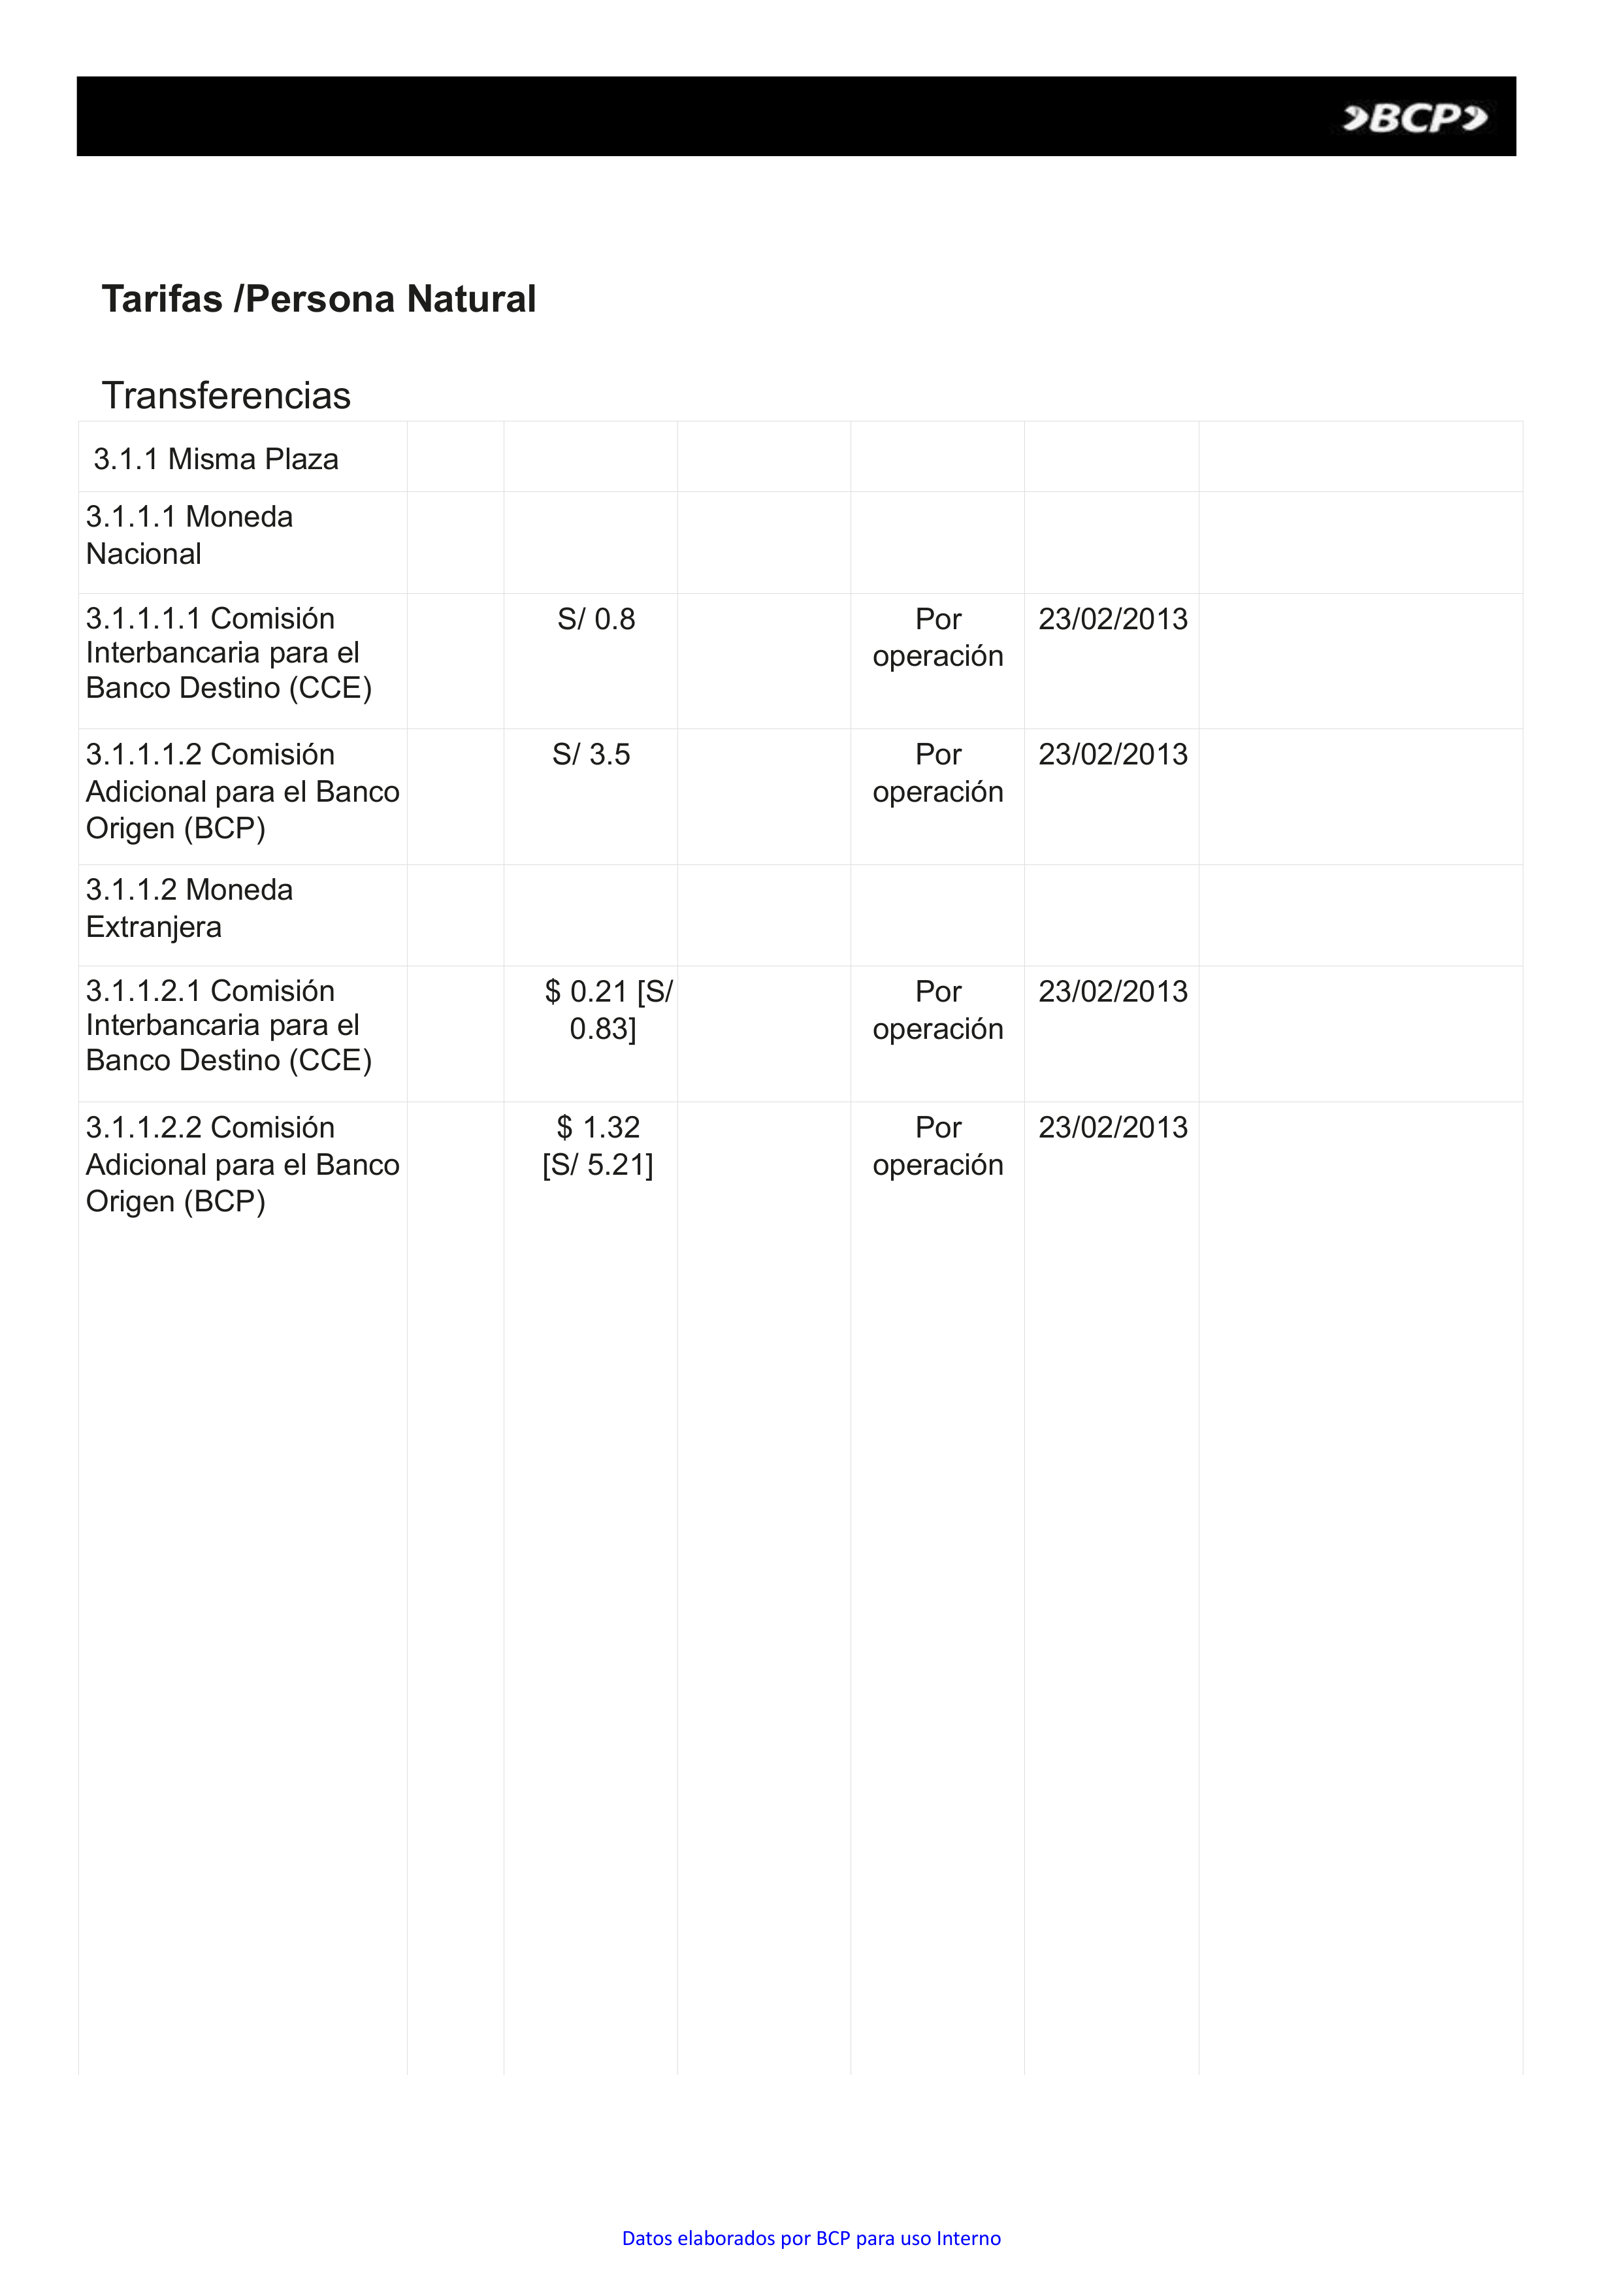 BCP
Tarifas /Persona Natural
Transferencias
3.1.1 Misma Plaza
3.1.1.1 Moneda
Nacional
3.1.1.1.1 Comisión
Interbancaria para el
Banco Destino (CCE)
S/ 0.8
Por
operación
23/02/2013
3.1.1.1.2 Comisión
Adicional para el Banco
Origen (BCP)
S/ 3.5
Por
operación
23/02/2013
3.1.1.2 Moneda
Extranjera
3.1.1.2.1 Comisión
Interbancaria para el
Banco Destino (CCE)
$ 0.21 [S/
0.83]
Por
operación
23/02/2013
3.1.1.2.2 Comisión
Adicional para el Banco
Origen (BCP)
$ 1.32
[S/ 5.21]
Por
operación
23/02/2013
Datos elaborados por BCP para uso Interno